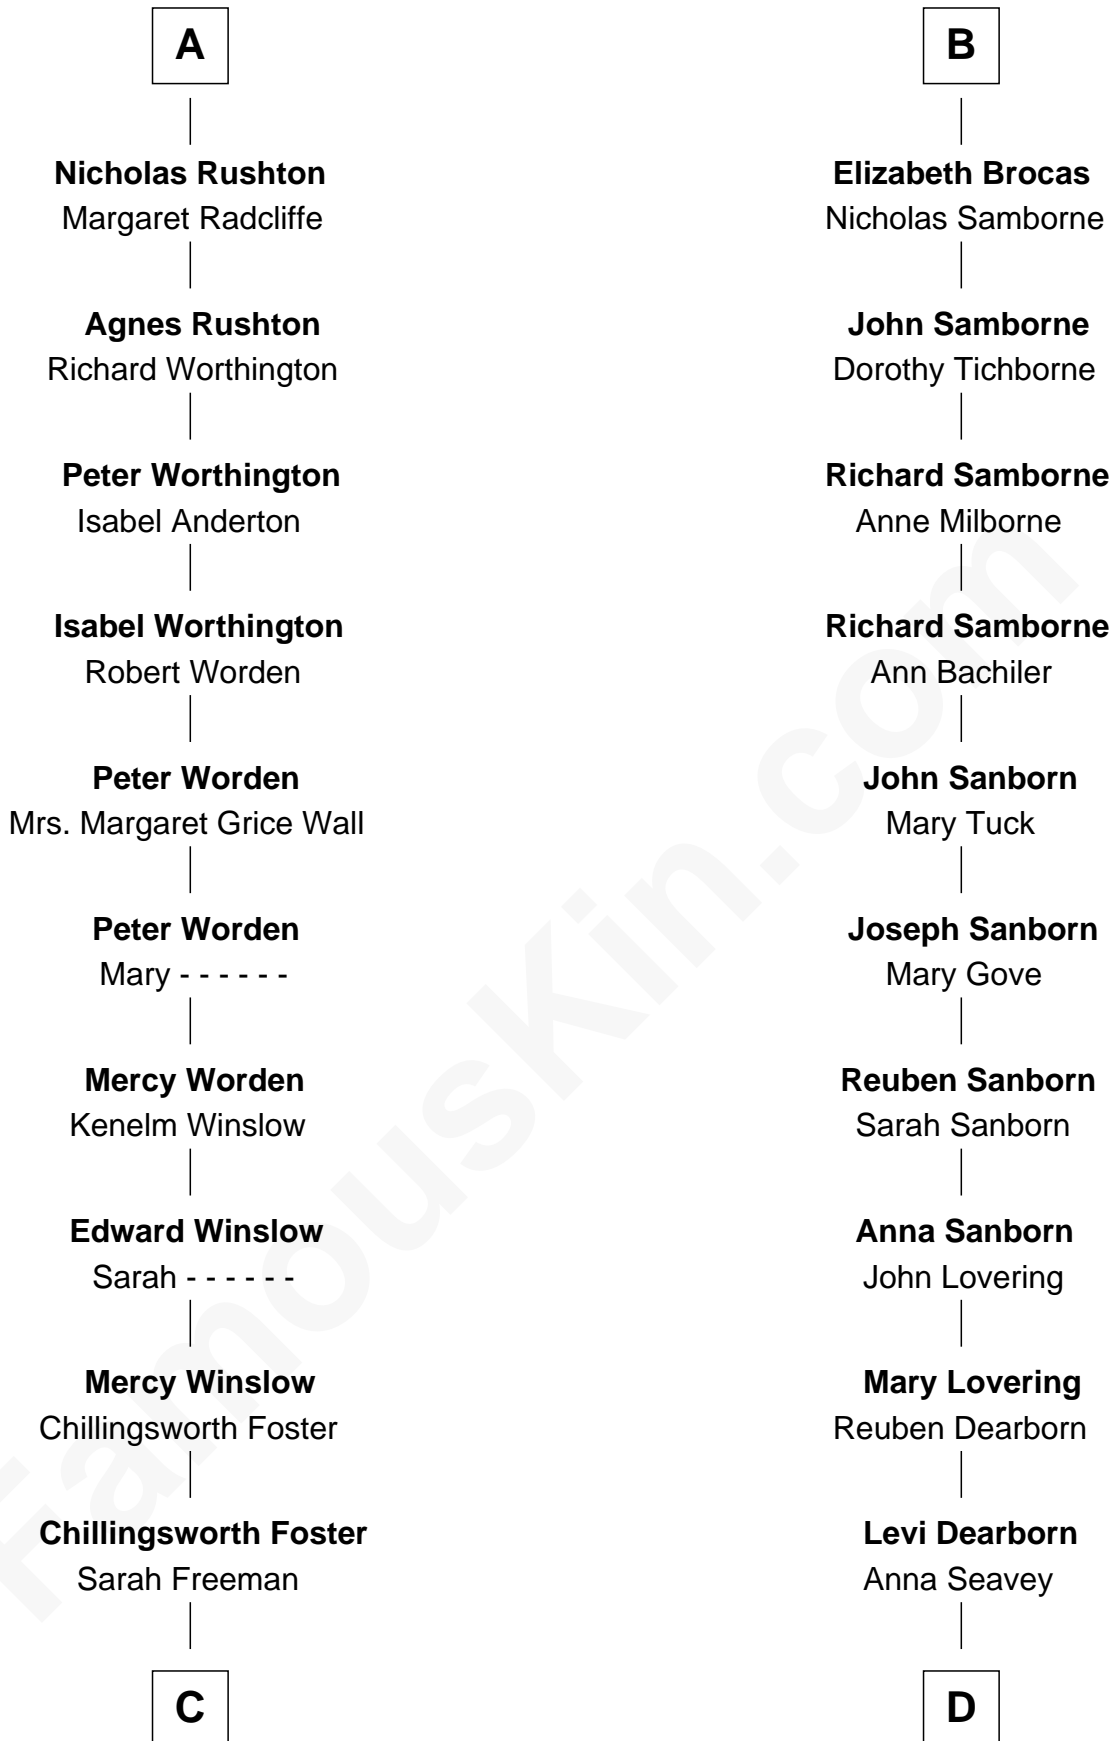 A
Nicholas Rushton
Margaret Radcliffe
Agnes Rushton
Richard Worthington
Peter Worthington
Isabel Anderton
Isabel Worthington
Robert Worden
Peter Worden
Mrs. Margaret Grice Wall
Peter Worden
Mary - - - - - -
Mercy Worden
Kenelm Winslow
Edward Winslow
Sarah - - - - - -
Mercy Winslow
Chillingsworth Foster
Chillingsworth Foster
Sarah Freeman
C
B
Elizabeth Brocas
Nicholas Samborne
John Samborne
Dorothy Tichborne
Richard Samborne
Anne Milborne
Richard Samborne
Ann Bachiler
John Sanborn
Mary Tuck
Joseph Sanborn
Mary Gove
Reuben Sanborn
Sarah Sanborn
Anna Sanborn
John Lovering
Mary Lovering
Reuben Dearborn
Levi Dearborn
Anna Seavey
D
FamousKin.com